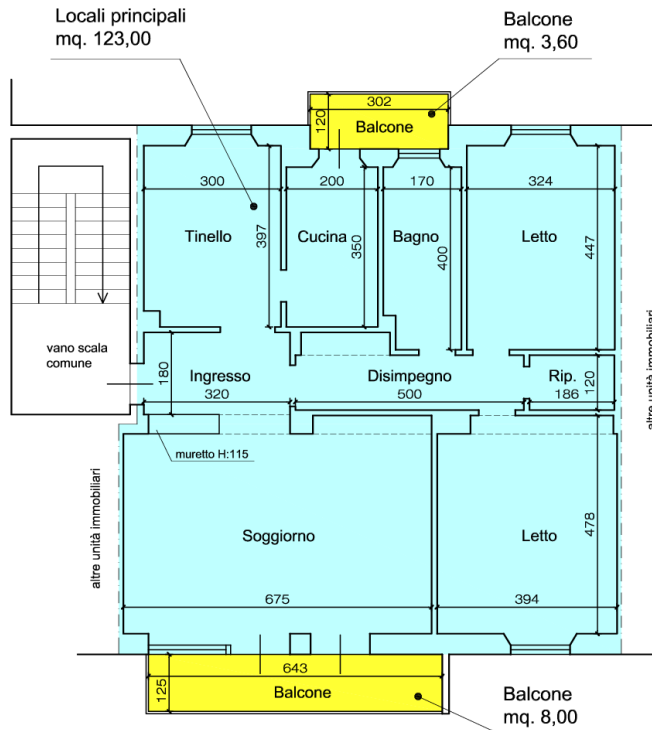 Locali principali
mq. 123,00
Balcone
mq. 3,60
302
120
Balcone
300
200
170
324
Tinello
397
Cucina
350
Bagno
400
Letto
447
vano scala
comune
180
Ingresso
320
Disimpegno
500
Rip.
186
120
altre unità immobiliari
muretto H:115
altre unità immobiliari
Soggiorno
Letto
478
675
394
643
125
Balcone
Balcone
mq. 8,00